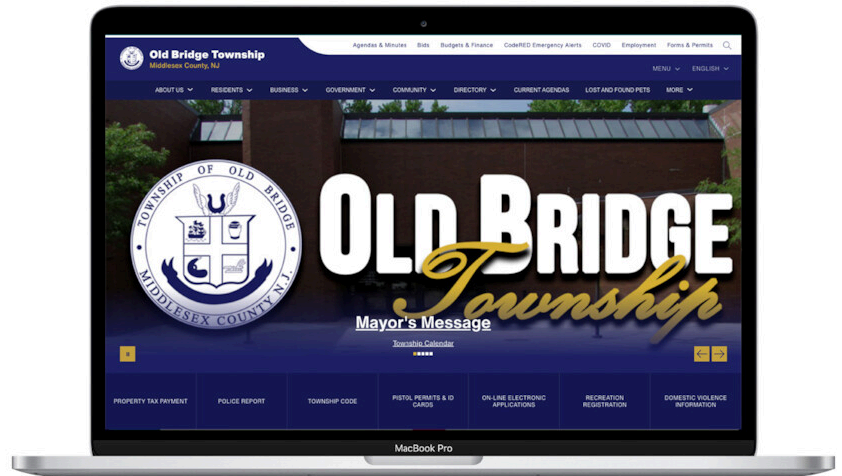 Agendas & Minutes Bids Budgets & Finance CodeRED Emergency Alerts COVID Employment Forms & Permits
Old Bridge Township
Middlesex County, NJ
MENU ENGLISH
ABOUT US RESIDENTS BUSINESS GOVERNMENT COMMUNITY DIRECTORY CURRENT AGENDAS LOST AND FOUND PETS MORE
TOWNSHIP OF OLD BRIDGE
MIDDLESEX COUNTY N.J.
OLD BRIDGE
Township
Mayor's Message
Township Calendar
PROPERTY TAX PAYMENT POLICE REPORT TOWNSHIP CODE PISTOL PERMITS & ID CARDS ON-LINE ELECTRONIC APPLICATIONS RECREATION REGISTRATION DOMESTIC VIOLENCE INFORMATION
MacBook Pro